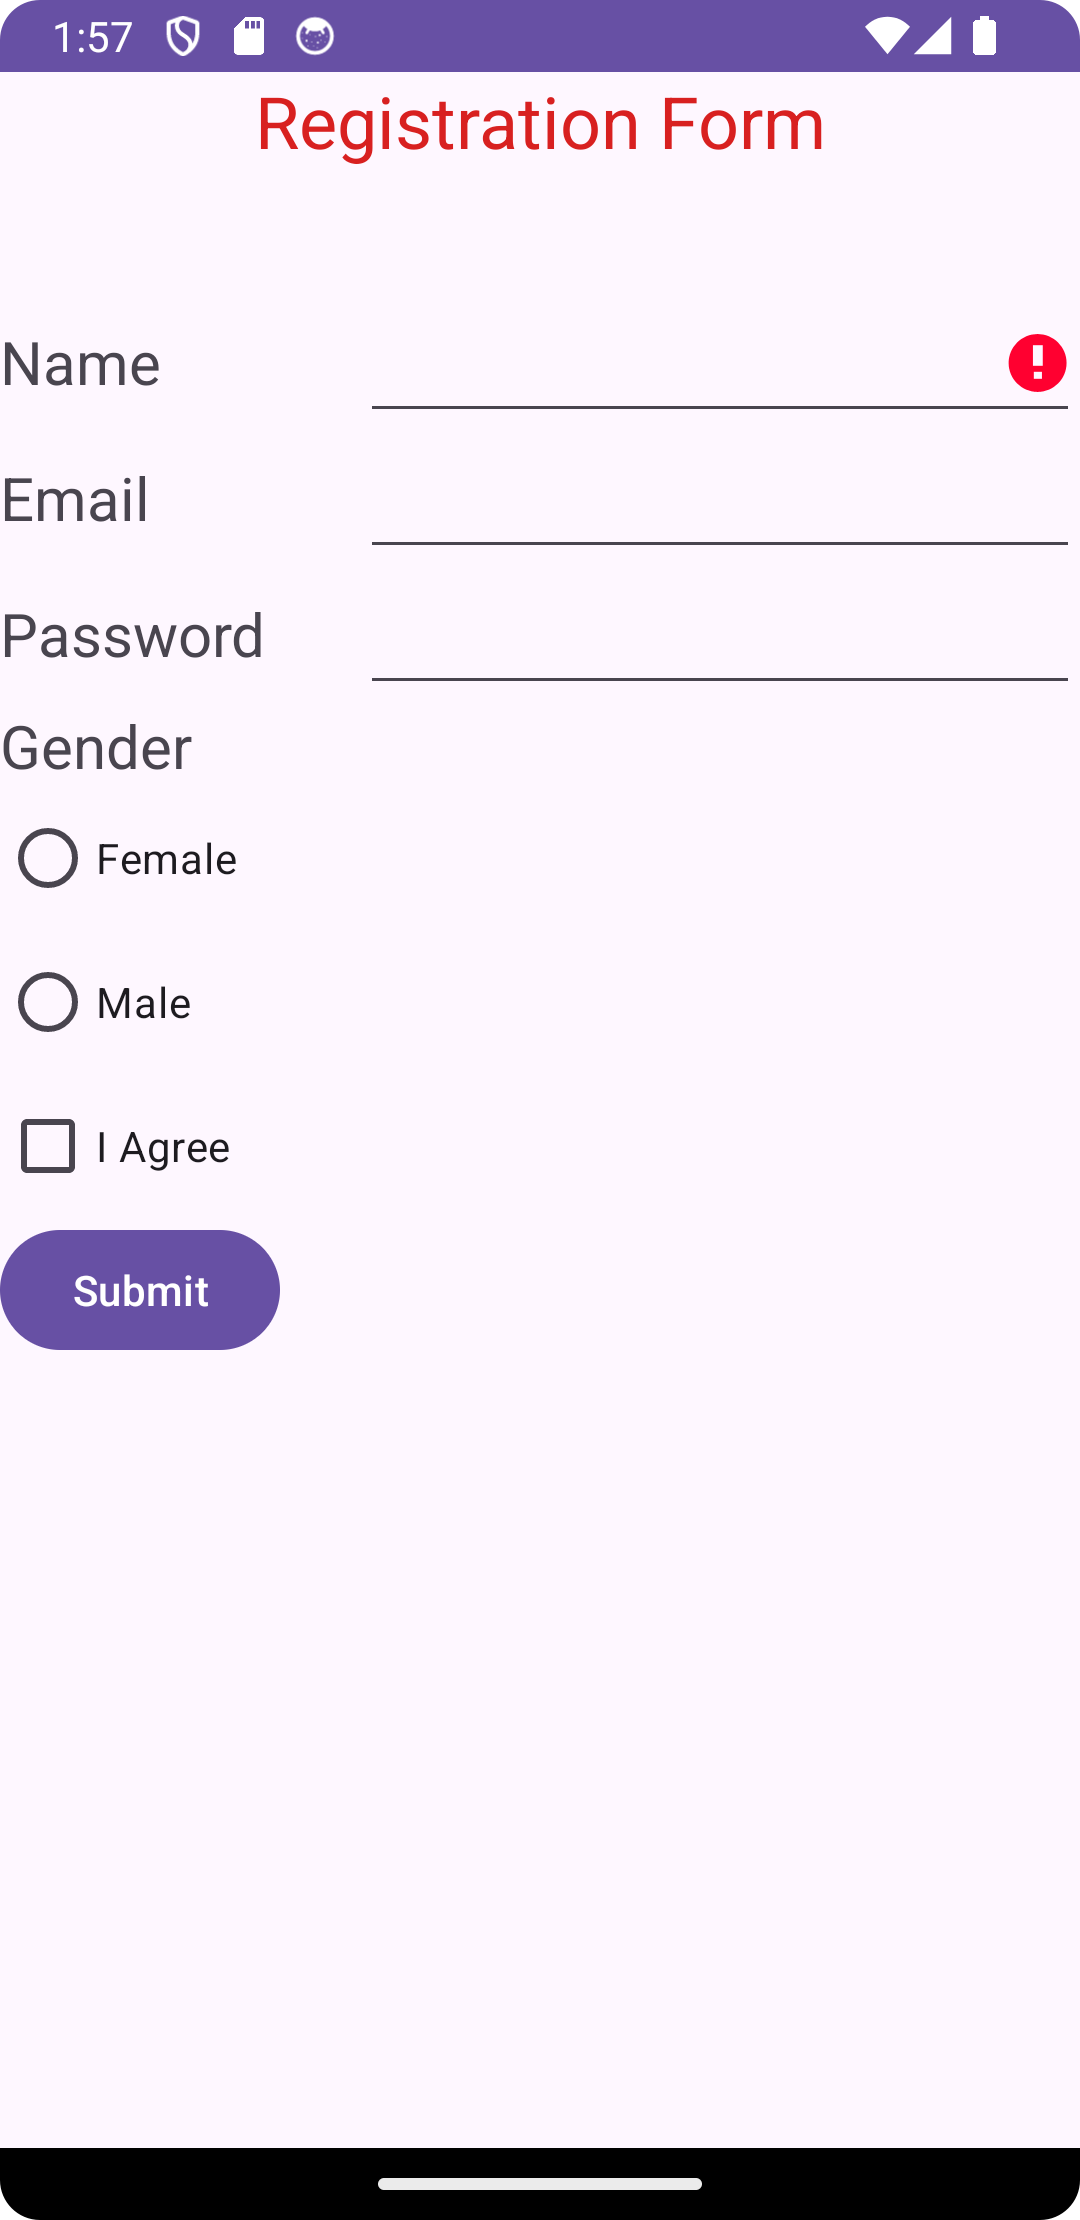 1:57
Registration Form
Name
Email
Password
Gender
Female
Male
I Agree
Submit